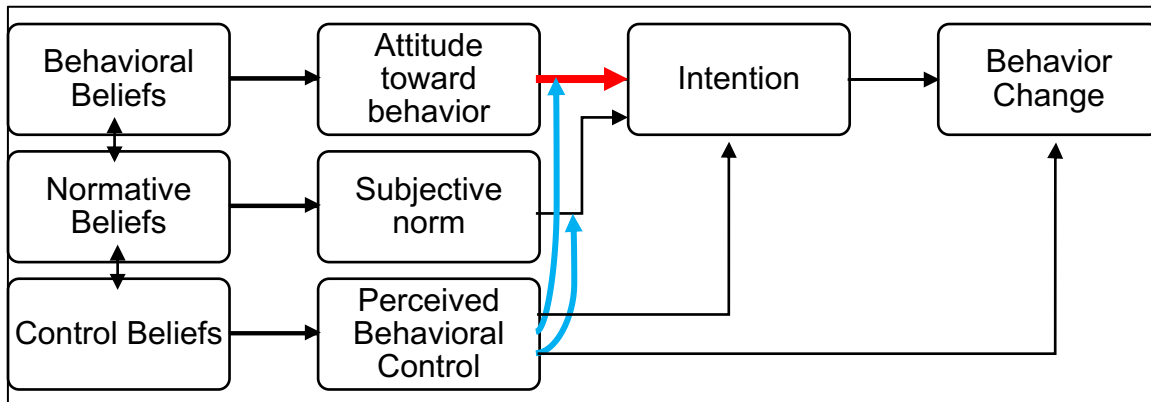 Behavioral
Beliefs
Attitude
toward
behavior
Intention
Behavior
Change
Normative
Beliefs
Subjective
norm
Control Beliefs
Perceived
Behavioral
Control